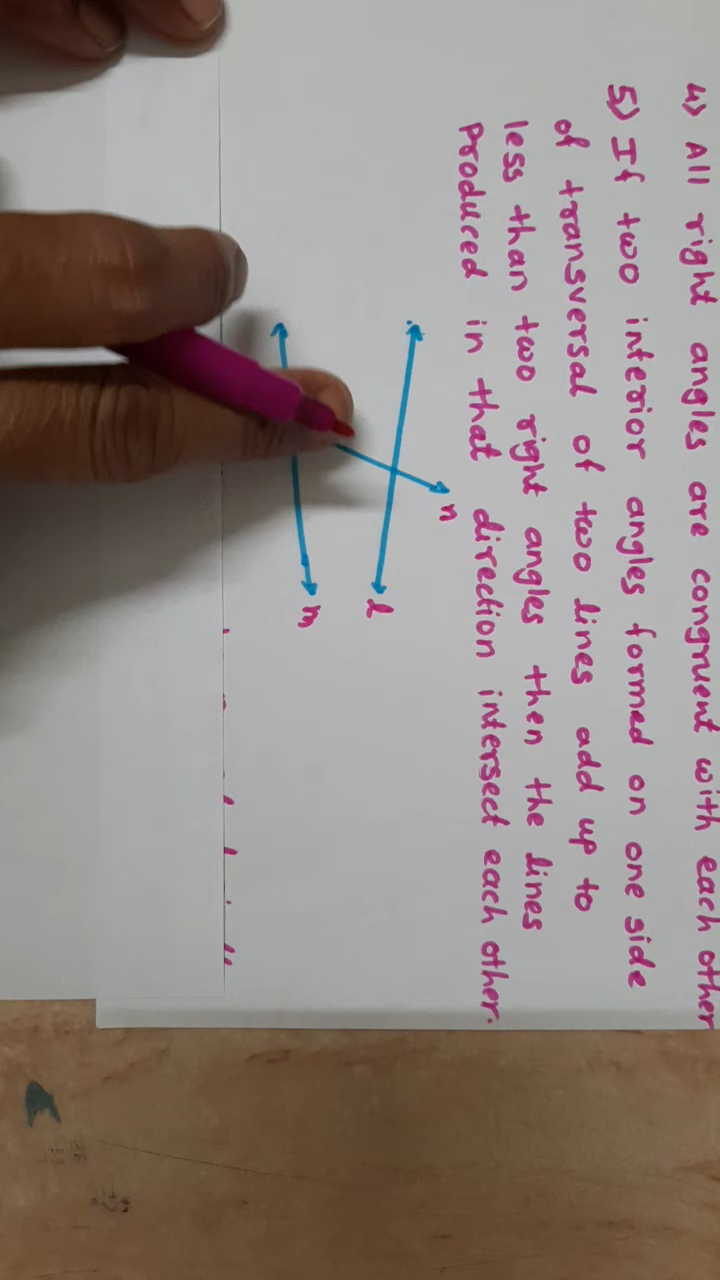 4) All right angles are congruent with each other
5) If two interior angles formed on one side
of transversal of two lines add up to
less than two right angles then the lines
produced in that direction intersect each other.
n
l
m